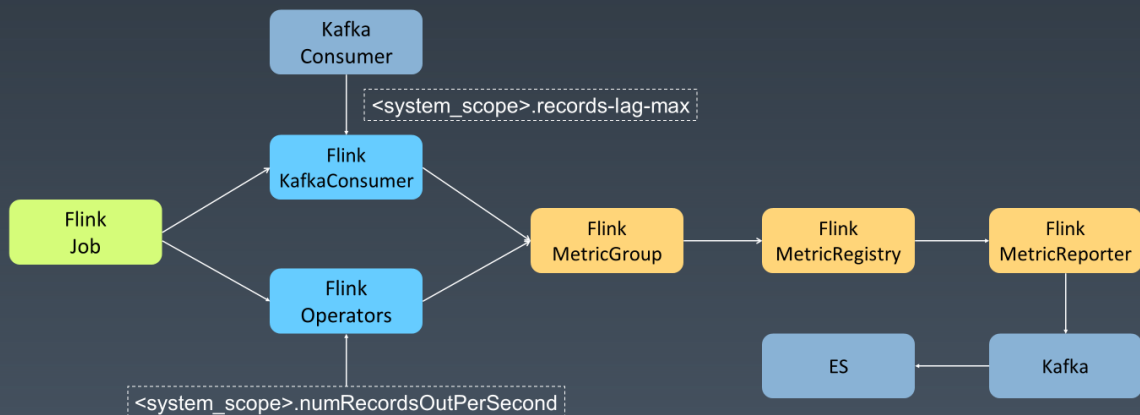 Kafka
Consumer
<system_scope>.records-lag-max
Flink
KafkaConsumer
Flink
Job
Flink
MetricGroup
Flink
MetricRegistry
Flink
MetricReporter
Flink
Operators
ES
Kafka
<system_scope>.numRecordsOutPerSecond